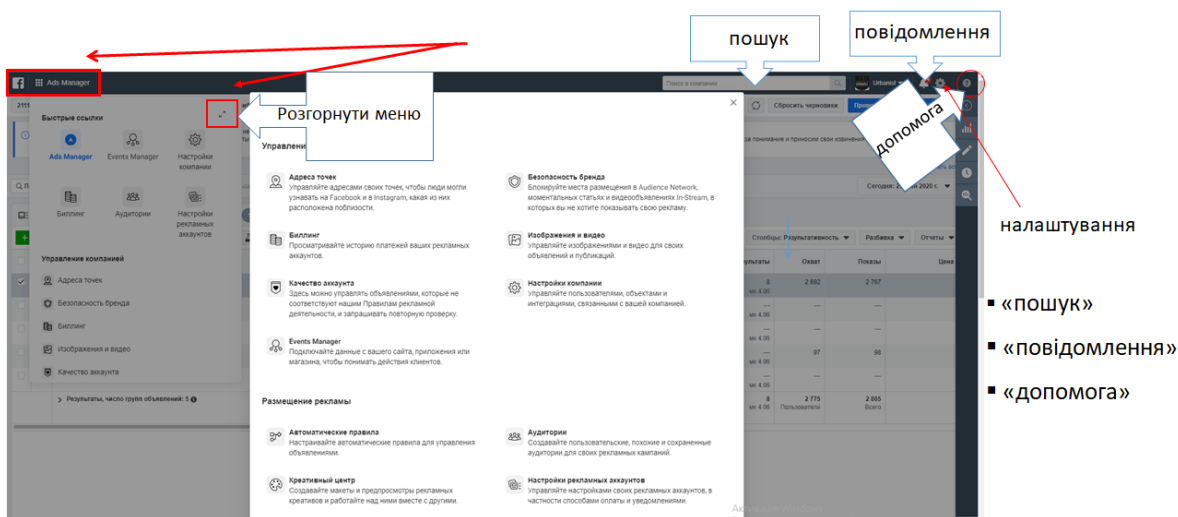 пошук
повідомлення
Ads Manager
Поиск в компании
Urbanist
2111
Быстрые ссылки
Розгорнути меню
Сбросить черновики
допомога
Управлени
Ads Manager
Events Manager
Настройки
компании
Биллинг
Аудитории
Настройки
рекламных
аккаунтов
Управление компанией
Адреса точек
Безопасность бренда
Биллинг
Изображения и видео
Качество аккаунта
Результаты, число групп объявлений: 5
Адреса точек
Управляйте адресами своих точек, чтобы люди могли
узнавать на Facebook и в Instagram, какая из них
расположена поблизости.
Безопасность бренда
Блокируйте места размещения в Audience Network,
моментальных статьях и видеообъявлениях In-Stream, в
которых вы не хотите показывать свою рекламу.
Биллинг
Просматривайте историю платежей ваших рекламных
аккаунтов.
Изображения и видео
Управляйте изображениями и видео для своих
объявлений и публикаций.
Качество аккаунта
Здесь можно управлять объявлениями, которые не
соответствуют нашим Правилам рекламной
деятельности, и запрашивать повторную проверку.
Настройки компании
Управляйте пользователями, объектами и
интеграциями, связанными с вашей компанией.
Events Manager
Подключайте данные с вашего сайта, приложения или
магазина, чтобы понимать действия клиентов.
Размещение рекламы
Автоматические правила
Настраивайте автоматические правила для управления
объявлениями.
Аудитории
Создавайте пользовательские, похожие и сохраненные
аудитории для своих рекламных кампаний.
Креативный центр
Создавайте макеты и предпросмотры рекламных
креативов и работайте над ними вместе с другими.
Настройки рекламных аккаунтов
Управляйте настройками своих рекламных аккаунтов, в
частности способами оплаты и уведомлениями.
за понимание и приносим свои извинения
Столбцы: Результативность
Разбивка
Отчеты
Охват
Показы
Цена
8
2 692
2 767
97
98
8
2 775
2 865
Пользователи
Всего
налаштування
▪ «пошук»
▪ «повідомлення»
▪ «допомога»